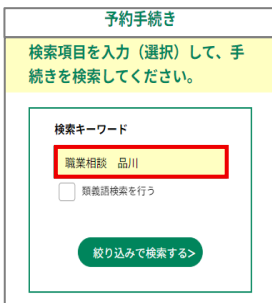 予約手続き
検索項目を入力（選択）して、手
続きを検索してください。
検索キーワード
職業相談　品川
類義語検索を行う
絞り込みで検索する>